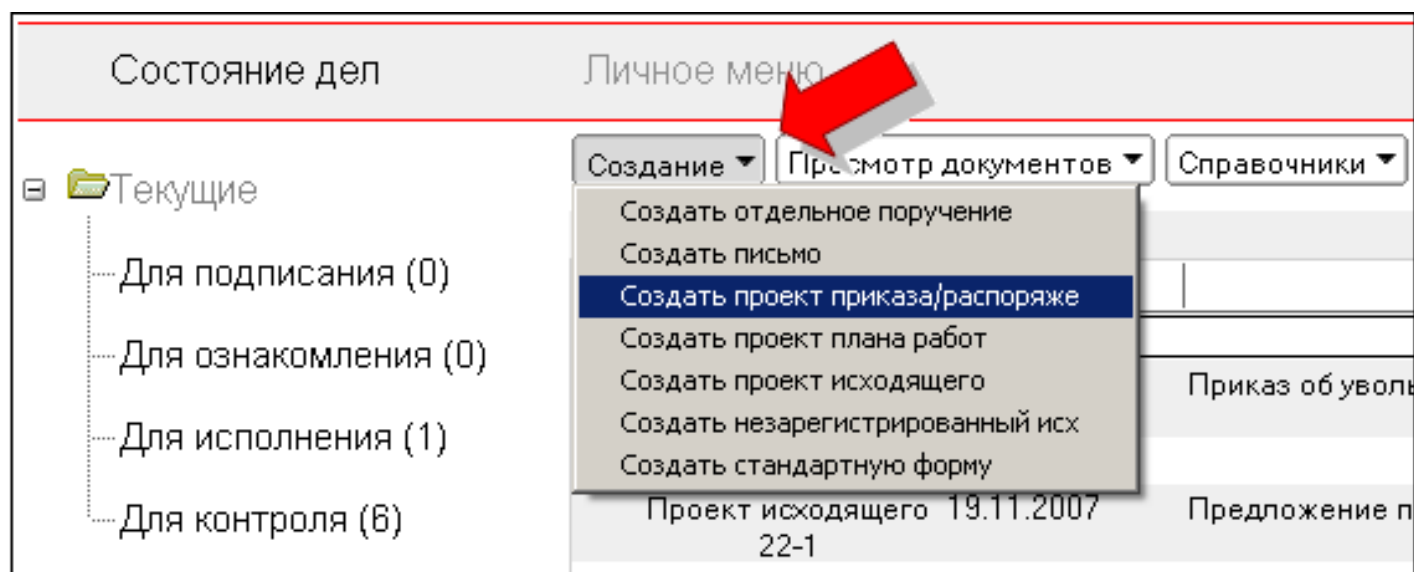 Состояние дел
Личное меню
Создание
Просмотр документов
Справочники
Текущие
Для подписания (0)
Для ознакомления (0)
Для исполнения (1)
Для контроля (6)
Создать отдельное поручение
Создать письмо
Создать проект приказа/распоряже
Создать проект плана работ
Создать проект исходящего
Создать незарегистрированный исх
Создать стандартную форму
Приказ об уволь
Проект исходящего 19.11.2007
22-1
Предложение п